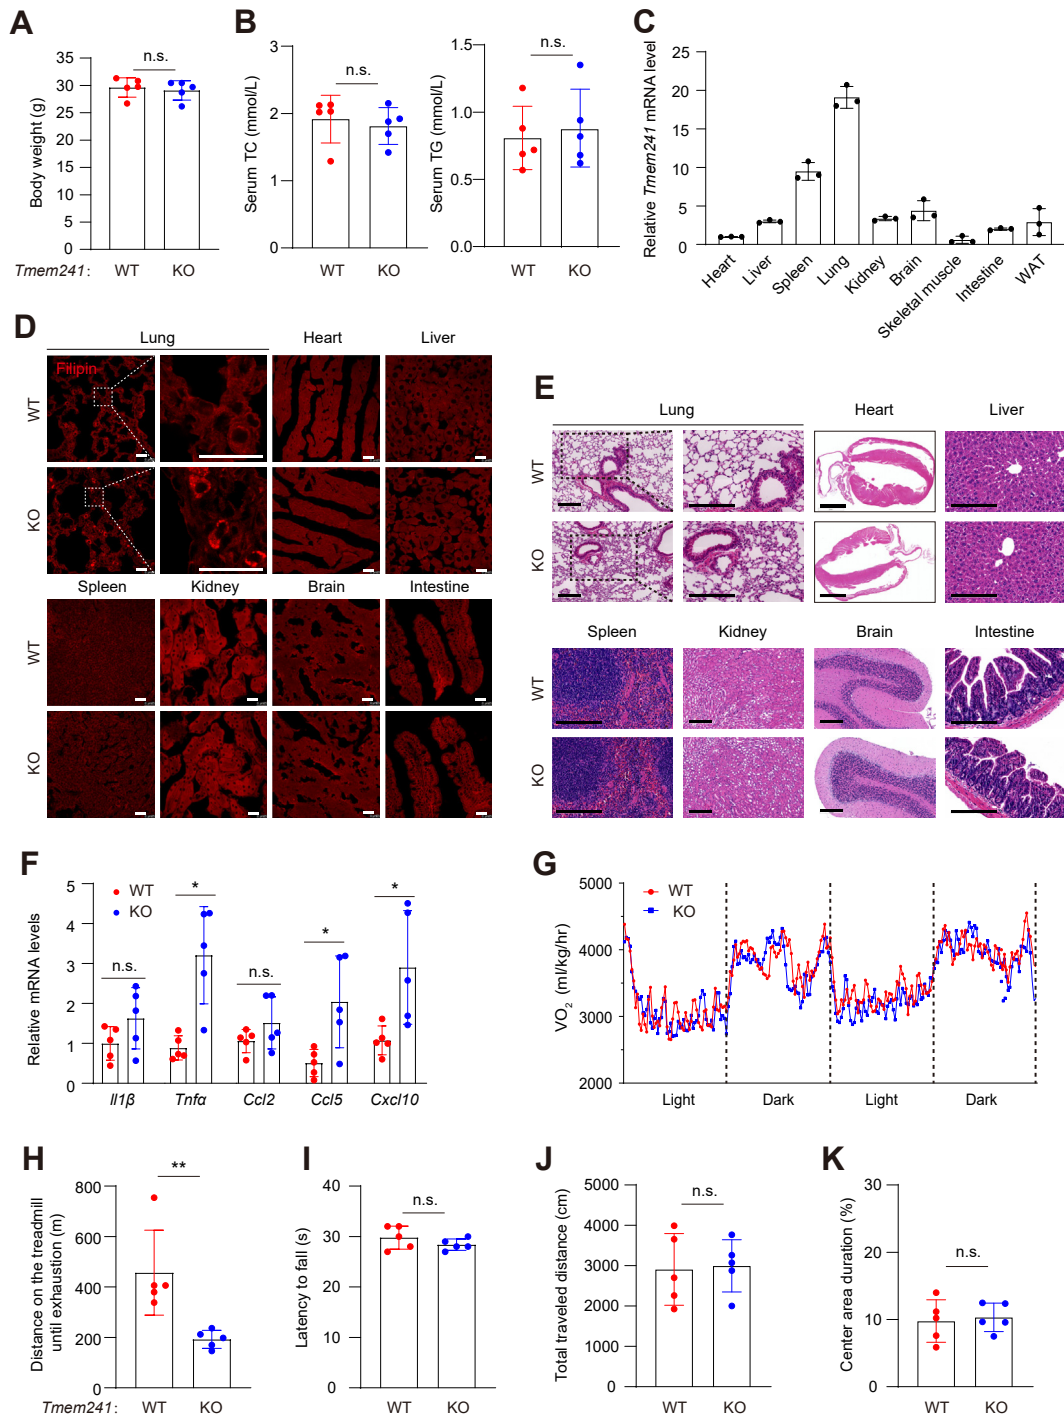 A
Body weight (g)
35
30
25
20
15
10
5
0
n.s.
Tmem241:
WT
KO
B
Serum TC (mmol/L)
3
2
1
0
n.s.
WT
KO
Serum TG (mmol/L)
1.5
1.0
0.5
0.0
n.s.
WT
KO
C
Relative Tmem241 mRNA level
25
20
15
10
5
0
Heart
Liver
Spleen
Lung
Kidney
Brain
Skeletal muscle
Intestine
WAT
D
Lung
Heart
Liver
Filipin
WT
KO
Spleen
Kidney
Brain
Intestine
WT
KO
E
Lung
Heart
Liver
WT
KO
Spleen
Kidney
Brain
Intestine
WT
KO
F
Relative mRNA levels
5
4
3
2
1
0
WT
KO
n.s.
*
n.s.
*
*
Il1β
Tnfα
Ccl2
Ccl5
Cxcl10
G
VO2 (ml/kg/hr)
5000
4000
3000
2000
WT
KO
Light
Dark
Light
Dark
H
Distance on the treadmill
until exhaustion (m)
800
600
400
200
0
**
Tmem241:
WT
KO
I
Latency to fall (s)
40
30
20
10
0
n.s.
WT
KO
J
Total traveled distance (cm)
5000
4000
3000
2000
1000
0
n.s.
WT
KO
K
Center area duration (%)
30
20
10
0
n.s.
WT
KO